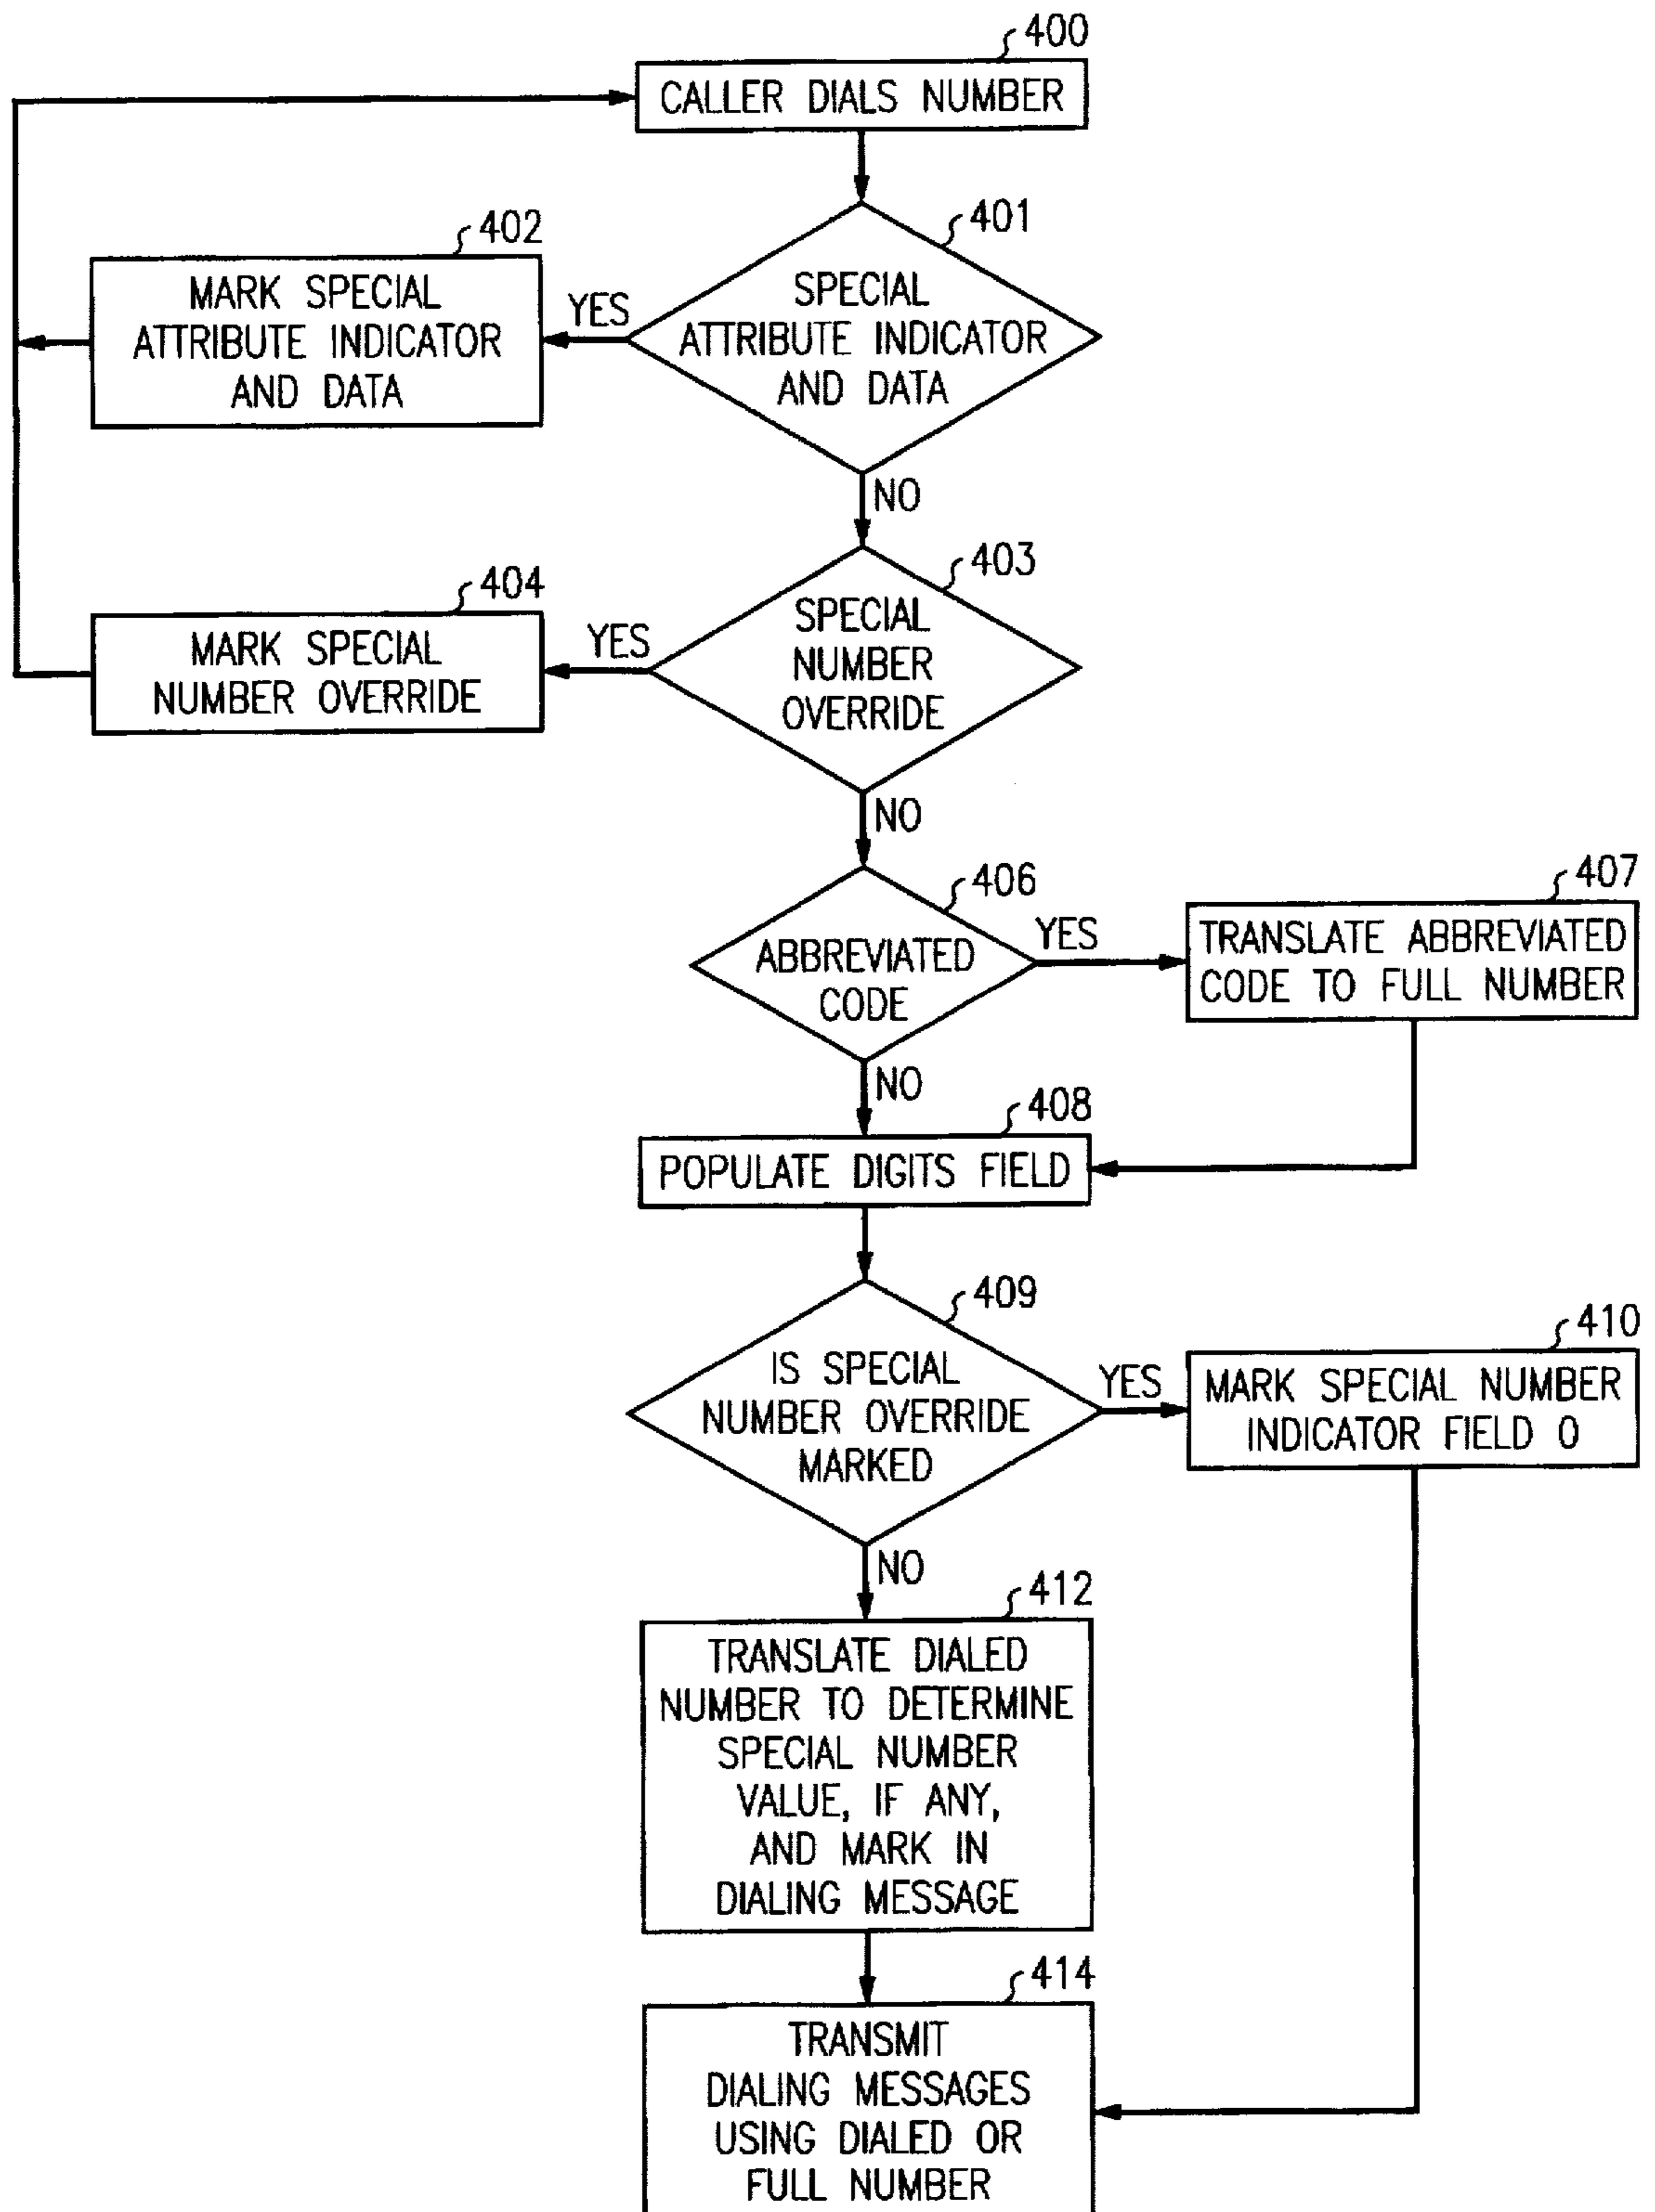 400
CALLER DIALS NUMBER
401
SPECIAL
ATTRIBUTE INDICATOR
AND DATA
YES
402
MARK SPECIAL
ATTRIBUTE INDICATOR
AND DATA
NO
403
SPECIAL
NUMBER
OVERRIDE
YES
404
MARK SPECIAL
NUMBER OVERRIDE
NO
406
ABBREVIATED
CODE
YES
407
TRANSLATE ABBREVIATED
CODE TO FULL NUMBER
NO
408
POPULATE DIGITS FIELD
409
IS SPECIAL
NUMBER OVERRIDE
MARKED
YES
410
MARK SPECIAL NUMBER
INDICATOR FIELD 0
NO
412
TRANSLATE DIALED
NUMBER TO DETERMINE
SPECIAL NUMBER
VALUE, IF ANY,
AND MARK IN
DIALING MESSAGE
414
TRANSMIT
DIALING MESSAGES
USING DIALED OR
FULL NUMBER